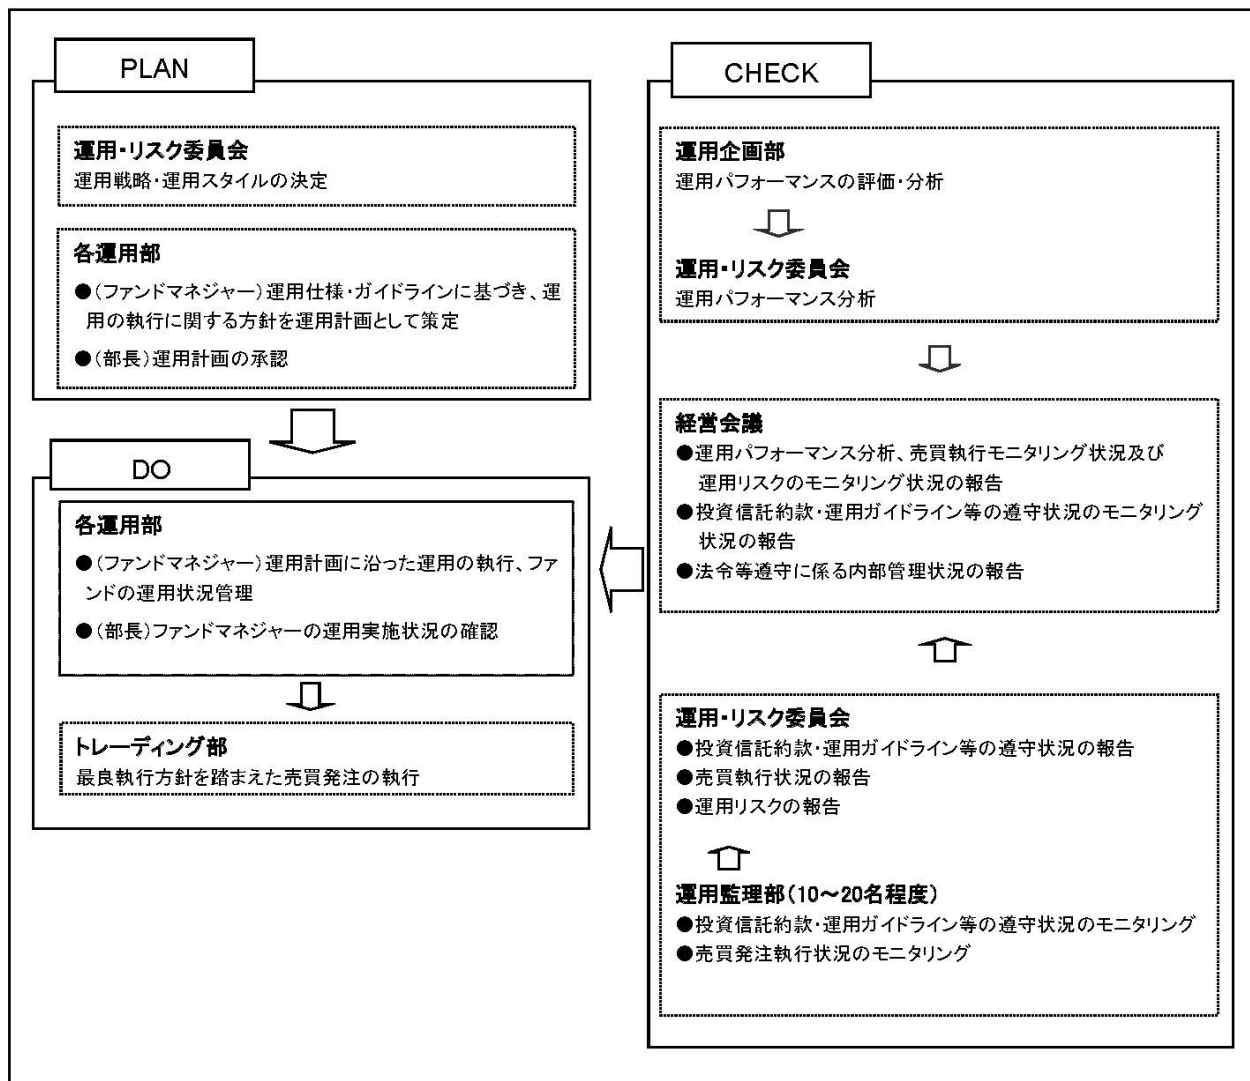 PLAN
運用・リスク委員会
運用戦略・運用スタイルの決定
各運用部
●(ファンドマネジャー)運用仕様・ガイドラインに基づき、運
用の執行に関する方針を運用計画として策定
●(部長)運用計画の承認
DO
各運用部
●(ファンドマネジャー)運用計画に沿った運用の執行、ファ
ンドの運用状況管理
●(部長)ファンドマネジャーの運用実施状況の確認
トレーディング部
最良執行方針を踏まえた売買発注の執行
CHECK
運用企画部
運用パフォーマンスの評価・分析
運用・リスク委員会
運用パフォーマンス分析
経営会議
●運用パフォーマンス分析、売買執行モニタリング状況及び
運用リスクのモニタリング状況の報告
●投資信託約款・運用ガイドライン等の遵守状況のモニタリング
状況の報告
●法令等遵守に係る内部管理状況の報告
運用・リスク委員会
●投資信託約款・運用ガイドライン等の遵守状況の報告
●売買執行状況の報告
●運用リスクの報告
運用監理部(10～20名程度)
●投資信託約款・運用ガイドライン等の遵守状況のモニタリング
●売買発注執行状況のモニタリング